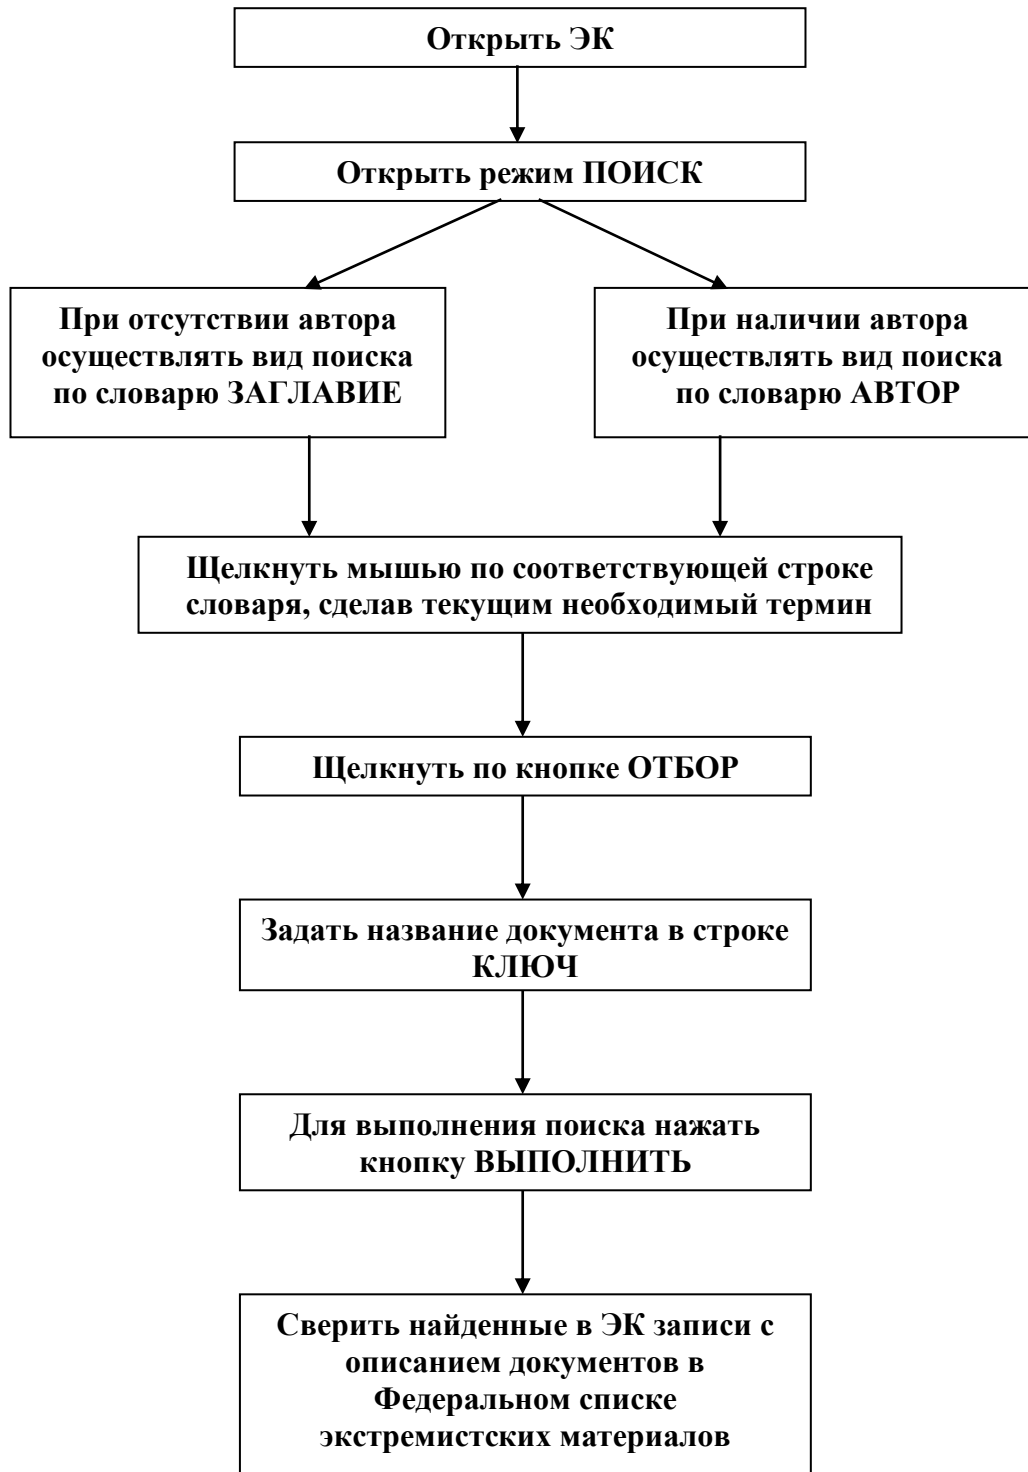 Открыть ЭК
Открыть режим ПОИСК
При отсутствии автора
осуществлять вид поиска
по словарю ЗАГЛАВИЕ
При наличии автора
осуществлять вид поиска
по словарю АВТОР
Щелкнуть мышью по соответствующей строке
словаря, сделав текущим необходимый термин
Щелкнуть по кнопке ОТБОР
Задать название документа в строке
КЛЮЧ
Для выполнения поиска нажать
кнопку ВЫПОЛНИТЬ
Сверить найденные в ЭК записи с
описанием документов в
Федеральном списке
экстремистских материалов